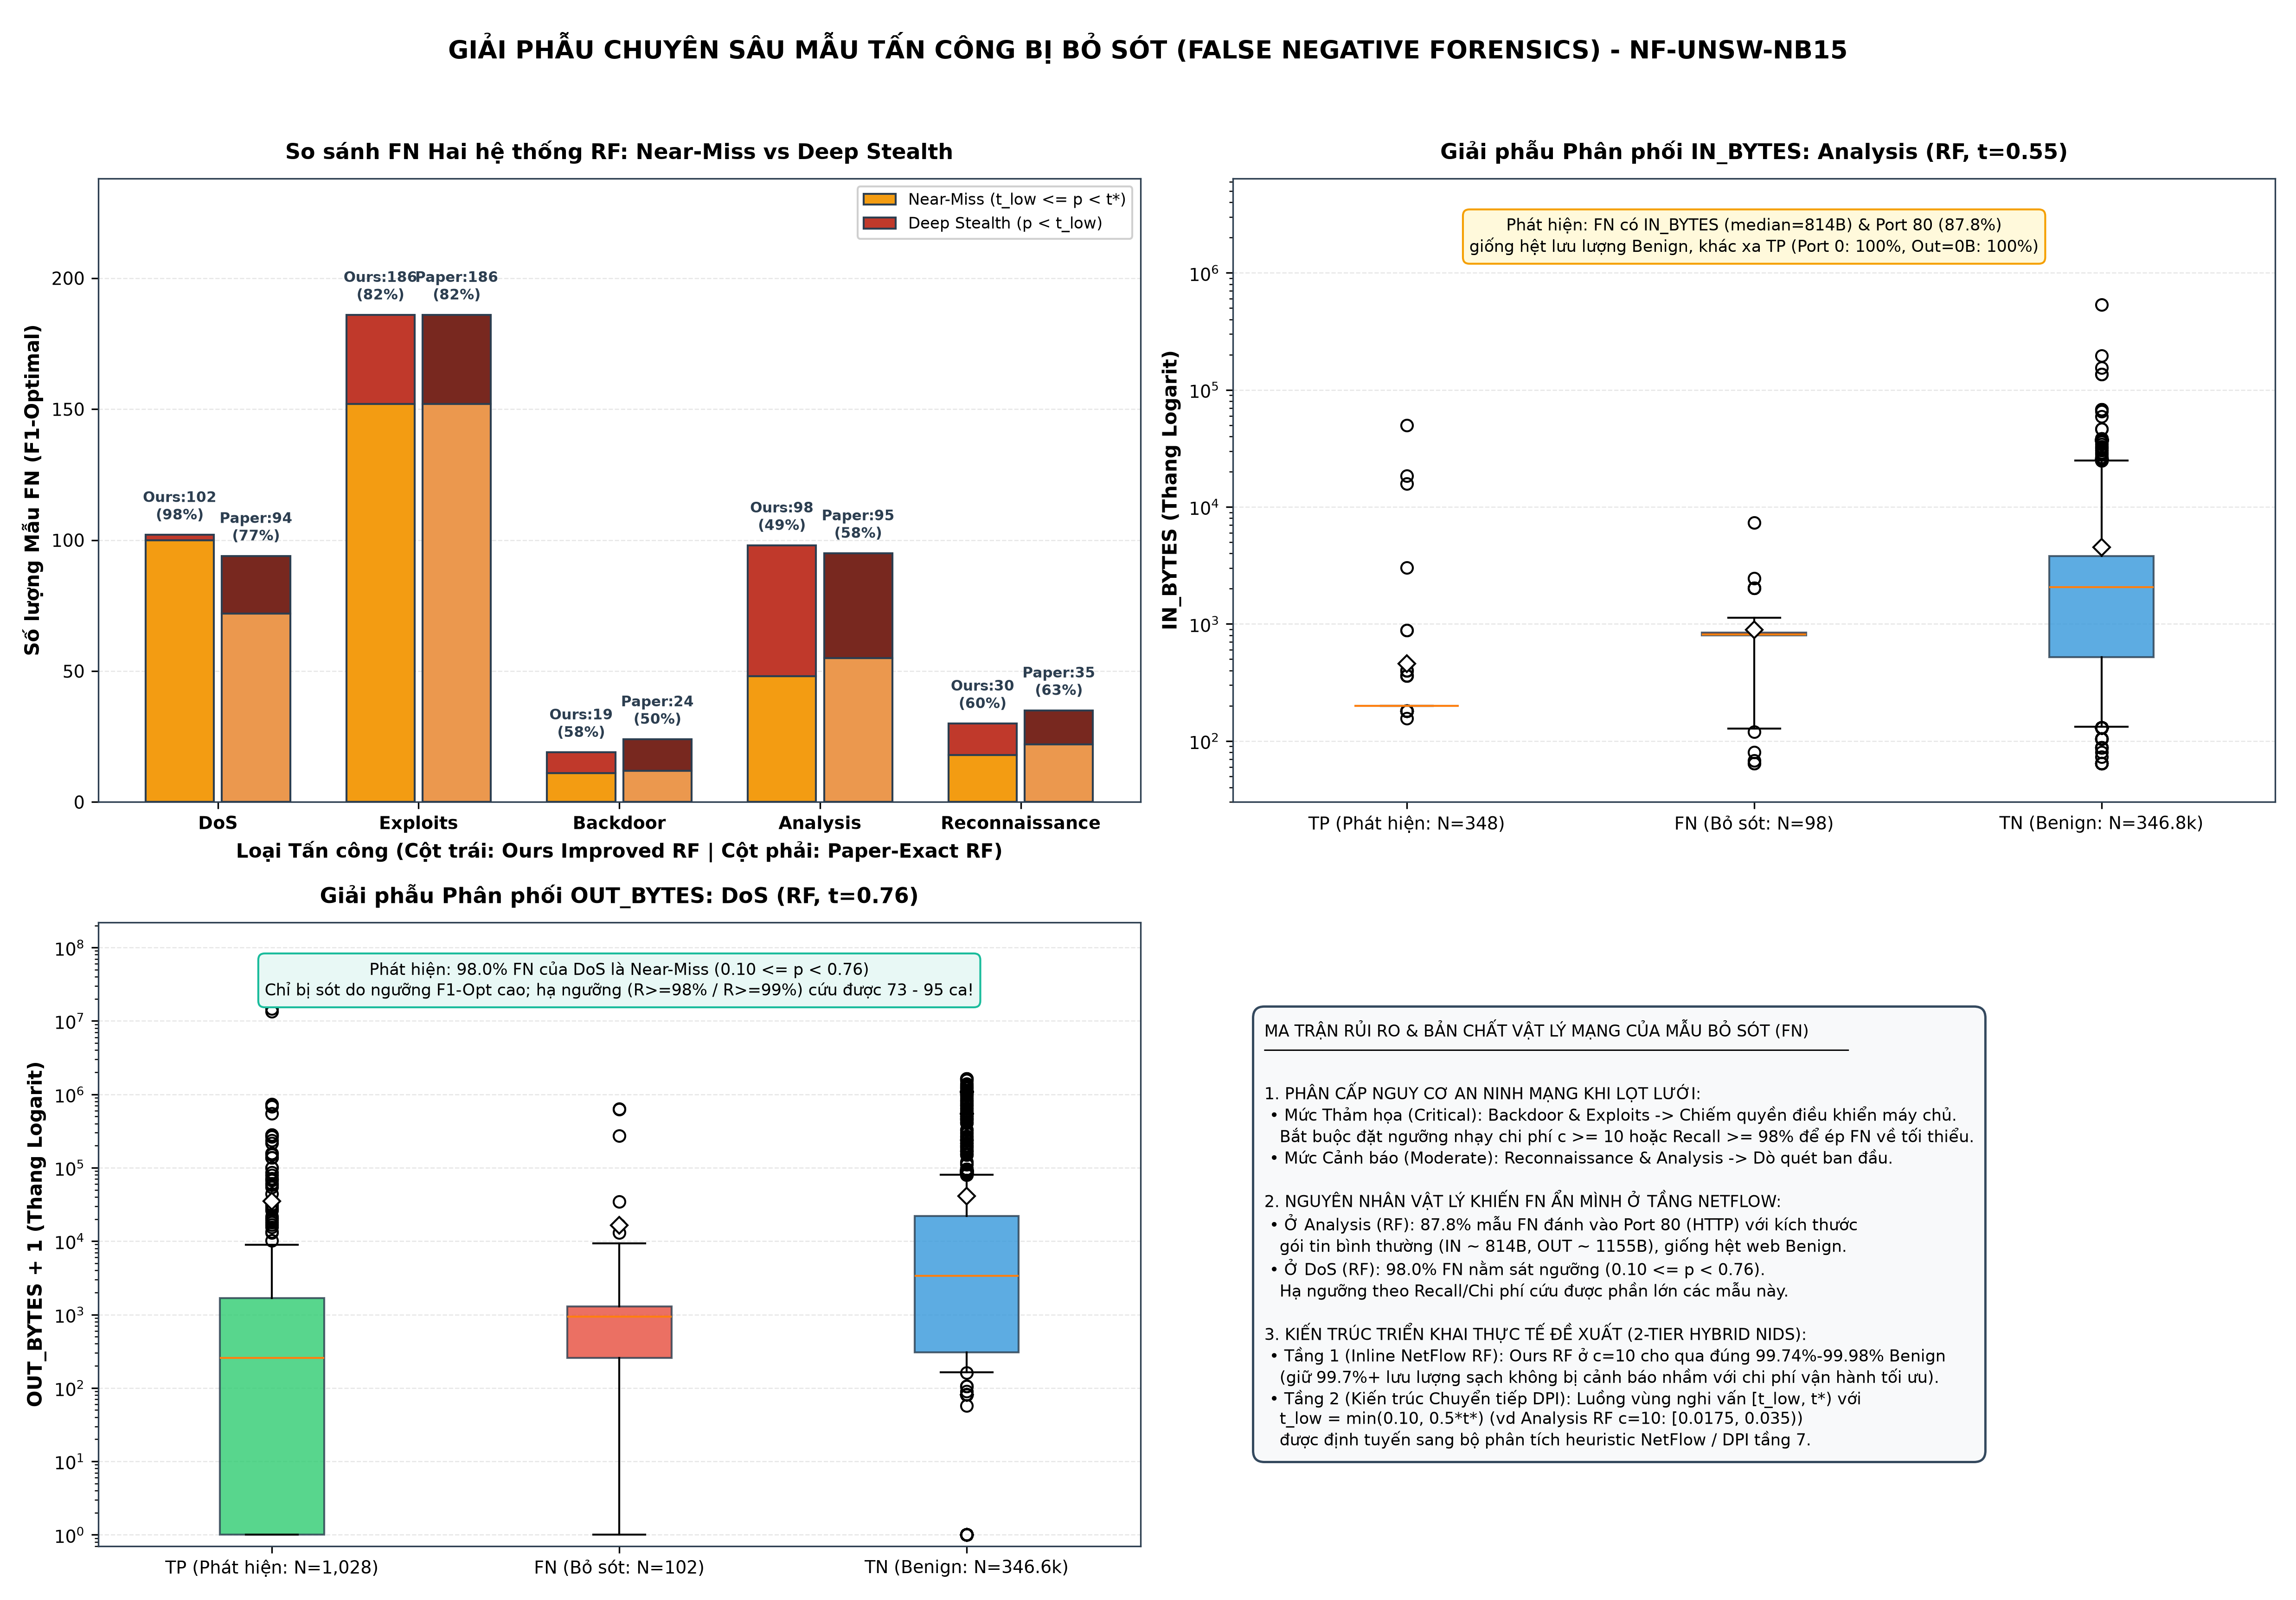 GIẢI PHẪU CHUYÊN SÂU MẪU TẤN CÔNG BỊ BỎ SÓT (FALSE NEGATIVE FORENSICS) - NF-UNSW-NB15
So sánh FN Hai hệ thống RF: Near-Miss vs Deep Stealth
Near-Miss (t_low <= p < t*)
Deep Stealth (p < t_low)
Số lượng Mẫu FN (F1-Optimal)
200
150
100
50
0
Ours:102
(98%)
Paper:94
(77%)
Ours:186
(82%)
Paper:186
(82%)
Ours:19
(58%)
Paper:24
(50%)
Ours:98
(49%)
Paper:95
(58%)
Ours:30
(60%)
Paper:35
(63%)
DoS
Exploits
Backdoor
Analysis
Reconnaissance
Loại Tấn công (Cột trái: Ours Improved RF | Cột phải: Paper-Exact RF)
Giải phẫu Phân phối IN_BYTES: Analysis (RF, t=0.55)
Phát hiện: FN có IN_BYTES (median=814B) & Port 80 (87.8%)
giống hệt lưu lượng Benign, khác xa TP (Port 0: 100%, Out=0B: 100%)
IN_BYTES (Thang Logarit)
10⁶
10⁵
10⁴
10³
10²
TP (Phát hiện: N=348)
FN (Bỏ sót: N=98)
TN (Benign: N=346.8k)
Giải phẫu Phân phối OUT_BYTES: DoS (RF, t=0.76)
Phát hiện: 98.0% FN của DoS là Near-Miss (0.10 <= p < 0.76)
Chỉ bị sót do ngưỡng F1-Opt cao; hạ ngưỡng (R>=98% / R>=99%) cứu được 73 - 95 ca!
OUT_BYTES + 1 (Thang Logarit)
10⁸
10⁷
10⁶
10⁵
10⁴
10³
10²
10¹
10⁰
TP (Phát hiện: N=1,028)
FN (Bỏ sót: N=102)
TN (Benign: N=346.6k)
MA TRẬN RỦI RO & BẢN CHẤT VẬT LÝ MẠNG CỦA MẪU BỎ SÓT (FN)
1. PHÂN CẤP NGUY CƠ AN NINH MẠNG KHI LỌT LƯỚI:
• Mức Thảm họa (Critical): Backdoor & Exploits -> Chiếm quyền điều khiển máy chủ.
Bắt buộc đặt ngưỡng nhạy chi phí c >= 10 hoặc Recall >= 98% để ép FN về tối thiểu.
• Mức Cảnh báo (Moderate): Reconnaissance & Analysis -> Dò quét ban đầu.
2. NGUYÊN NHÂN VẬT LÝ KHIẾN FN ẨN MÌNH Ở TẦNG NETFLOW:
• Ở Analysis (RF): 87.8% mẫu FN đánh vào Port 80 (HTTP) với kích thước
gói tin bình thường (IN ~ 814B, OUT ~ 1155B), giống hệt web Benign.
• Ở DoS (RF): 98.0% FN nằm sát ngưỡng (0.10 <= p < 0.76).
Hạ ngưỡng theo Recall/Chi phí cứu được phần lớn các mẫu này.
3. KIẾN TRÚC TRIỂN KHAI THỰC TẾ ĐỀ XUẤT (2-TIER HYBRID NIDS):
• Tầng 1 (Inline NetFlow RF): Ours RF ở c=10 cho qua đúng 99.74%-99.98% Benign
(giữ 99.7%+ lưu lượng sạch không bị cảnh báo nhầm với chi phí vận hành tối ưu).
• Tầng 2 (Kiến trúc Chuyển tiếp DPI): Luồng vùng nghi vấn [t_low, t*) với
t_low = min(0.10, 0.5*t*) (vd Analysis RF c=10: [0.0175, 0.035))
được định tuyến sang bộ phân tích heuristic NetFlow / DPI tầng 7.